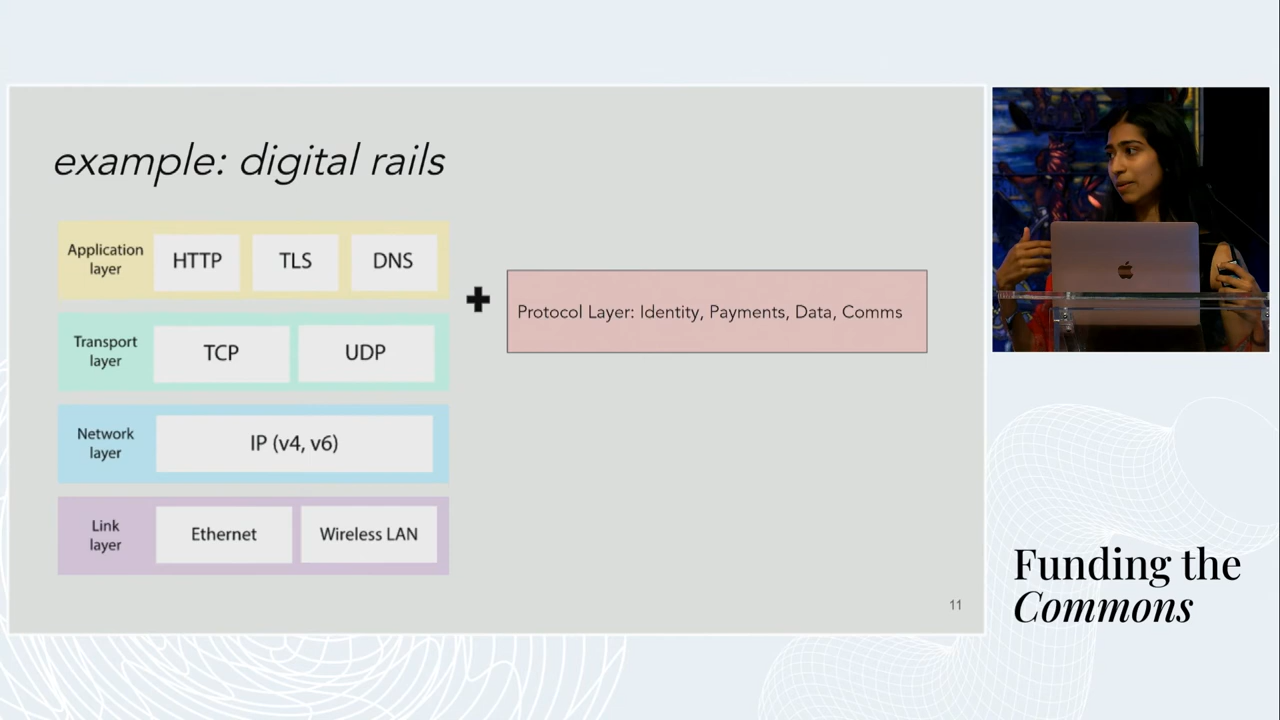 example: digital rails
Application
layer
HTTP
TLS
DNS
Transport
layer
TCP
UDP
Network
layer
IP (v4, v6)
Link
layer
Ethernet
Wireless LAN
Protocol Layer: Identity, Payments, Data, Comms
11
Funding the
Commons